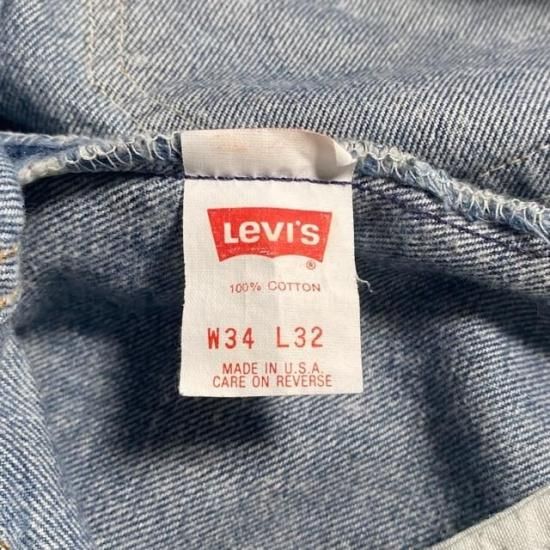 Levi's
®
100% COTTON
W34 L32
MADE IN U.S.A.
CARE ON REVERSE